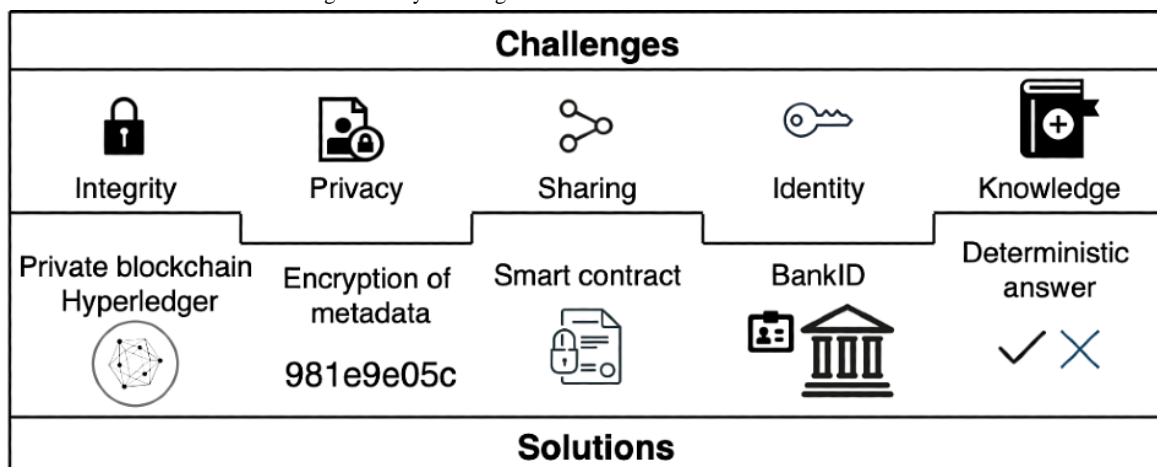 Challenges
Integrity
Privacy
Sharing
Identity
Knowledge
Private blockchain
Hyperledger
Encryption of
metadata
981e9e05c
Smart contract
BankID
Deterministic
answer
Solutions